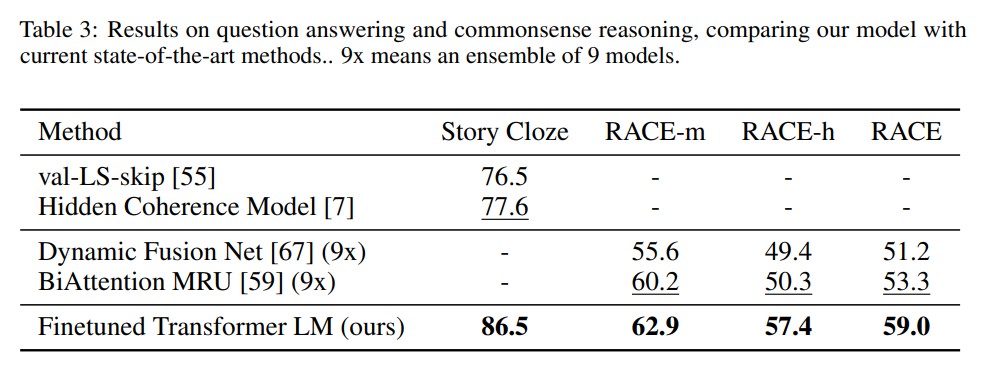 Table 3: Results on question answering and commonsense reasoning, comparing our model with
current state-of-the-art methods.. 9x means an ensemble of 9 models.
Method Story Cloze RACE-m RACE-h RACE
val-LS-skip [55] 76.5 - - -
Hidden Coherence Model [7] 77.6 - - -
Dynamic Fusion Net [67] (9x) - 55.6 49.4 51.2
BiAttention MRU [59] (9x) - 60.2 50.3 53.3
Finetuned Transformer LM (ours) 86.5 62.9 57.4 59.0